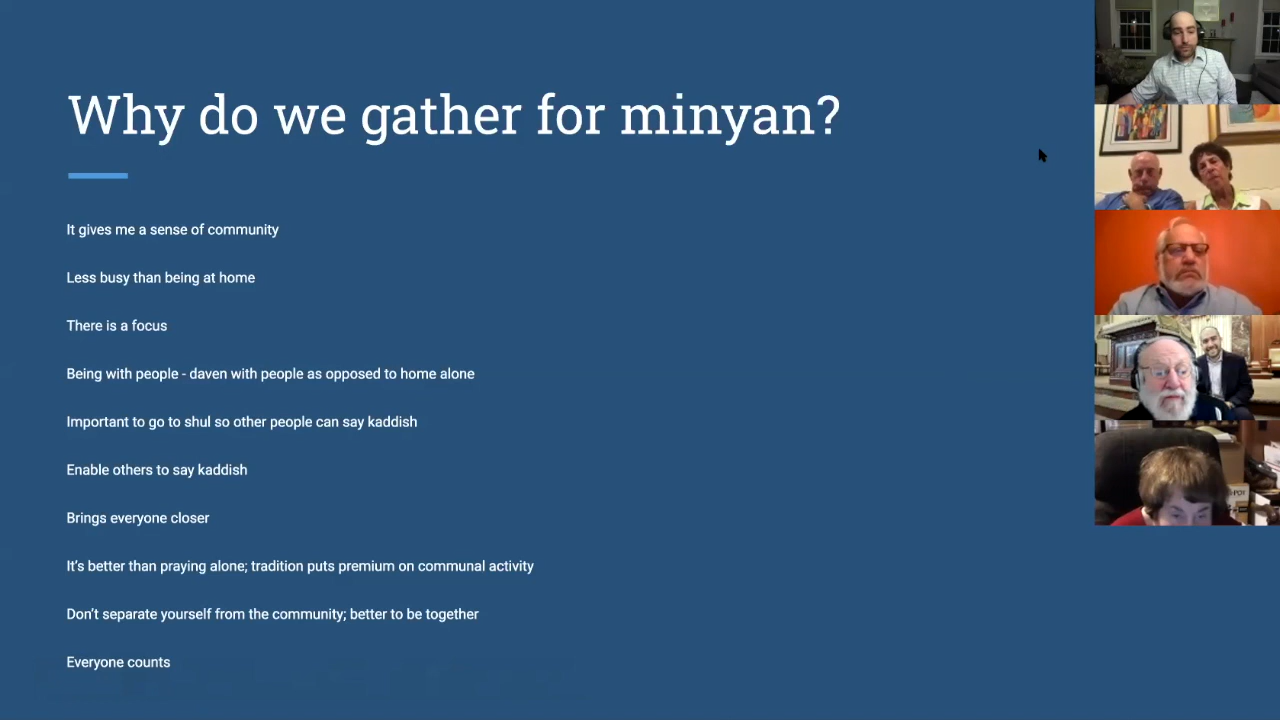 Why do we gather for minyan?
It gives me a sense of community
Less busy than being at home
There is a focus
Being with people - daven with people as opposed to home alone
Important to go to shul so other people can say kaddish
Enable others to say kaddish
Brings everyone closer
It's better than praying alone; tradition puts premium on communal activity
Don't separate yourself from the community; better to be together
Everyone counts